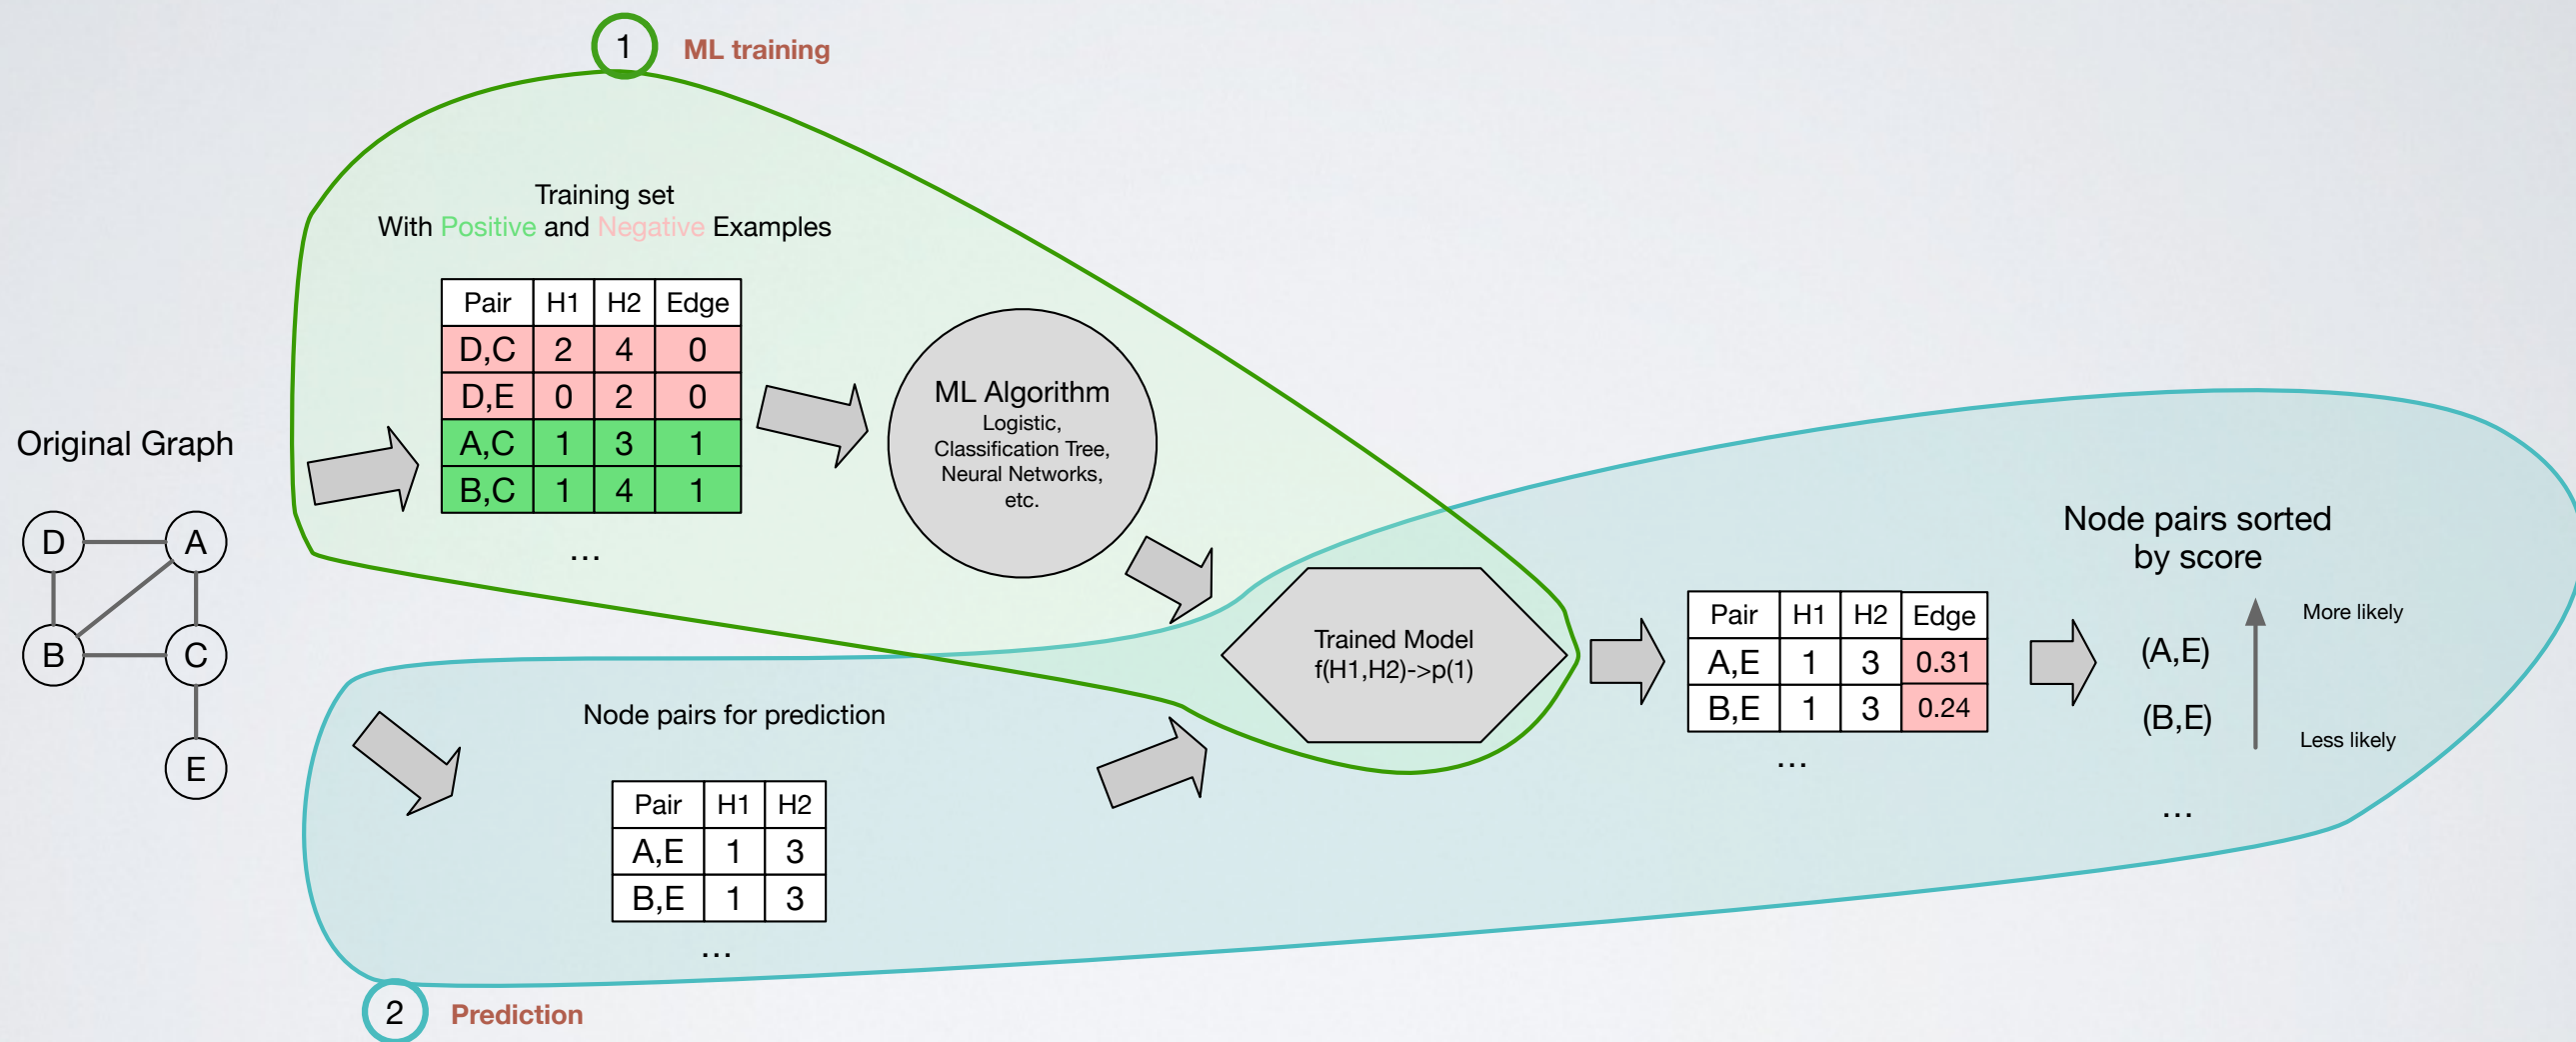 1 ML training
Training set
With Positive and Negative Examples
Pair H1 H2 Edge
D,C 2 4 0
D,E 0 2 0
A,C 1 3 1
B,C 1 4 1
...
ML Algorithm
Logistic,
Classification Tree,
Neural Networks,
etc.
Original Graph
D A
B C
E
Trained Model
f(H1,H2)->p(1)
Node pairs for prediction
Pair H1 H2
A,E 1 3
B,E 1 3
...
Pair H1 H2 Edge
A,E 1 3 0.31
B,E 1 3 0.24
...
Node pairs sorted
by score
More likely
(A,E)
(B,E)
Less likely
...
2 Prediction